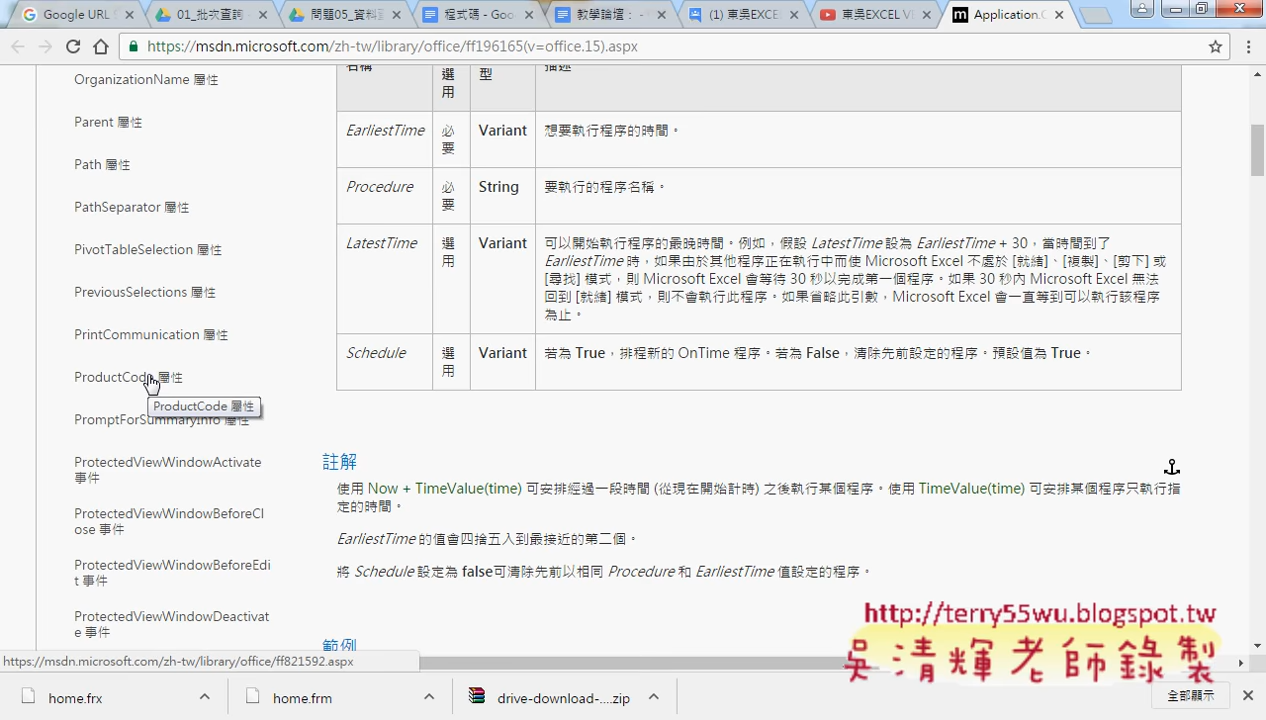 Google URL S
01_批次查詢
問題05_資料查
程式碼 - Goo
教學論壇： -
(1) 東吳EXCEL
東吳EXCEL VB
Application.O
https://msdn.microsoft.com/zh-tw/library/office/ff196165(v=office.15).aspx
OrganizationName 屬性
Parent 屬性
Path 屬性
PathSeparator 屬性
PivotTableSelection 屬性
PreviousSelections 屬性
PrintCommunication 屬性
ProductCode 屬性
ProductCode 屬性
PromptForSummaryInfo 屬性
ProtectedViewWindowActivate
事件
ProtectedViewWindowBeforeCl
ose 事件
ProtectedViewWindowBeforeEdi
t 事件
ProtectedViewWindowDeactivat
e 事件
名稱
選
用
型
描述
EarliestTime
必
要
Variant
想要執行程序的時間。
Procedure
必
要
String
要執行的程序名稱。
LatestTime
選
用
Variant
可以開始執行程序的最晚時間。例如，假設 LatestTime 設為 EarliestTime + 30，當時間到了
EarliestTime 時，如果由於其他程序正在執行中而使 Microsoft Excel 不處於 [就緒]、[複製]、[剪下] 或
[尋找] 模式，則 Microsoft Excel 會等待 30 秒以完成第一個程序。如果 30 秒內 Microsoft Excel 無法
回到 [就緒] 模式，則不會執行此程序。如果省略此引數，Microsoft Excel 會一直等到可以執行該程序
為止。
Schedule
選
用
Variant
若為 True，排程新的 OnTime 程序。若為 False，清除先前設定的程序。預設值為 True。
註解
使用 Now + TimeValue(time) 可安排經過一段時間 (從現在開始計時) 之後執行某個程序。使用 TimeValue(time) 可安排某個程序只執行指
定的時間。
EarliestTime 的值會四捨五入到最接近的第二個。
將 Schedule 設定為 false可清除先前以相同 Procedure 和 EarliestTime 值設定的程序。
範例
http://terry55wu.blogspot.tw
吳清輝老師錄製
https://msdn.microsoft.com/zh-tw/library/office/ff821592.aspx
home.frx
home.frm
drive-download-....zip
全部顯示